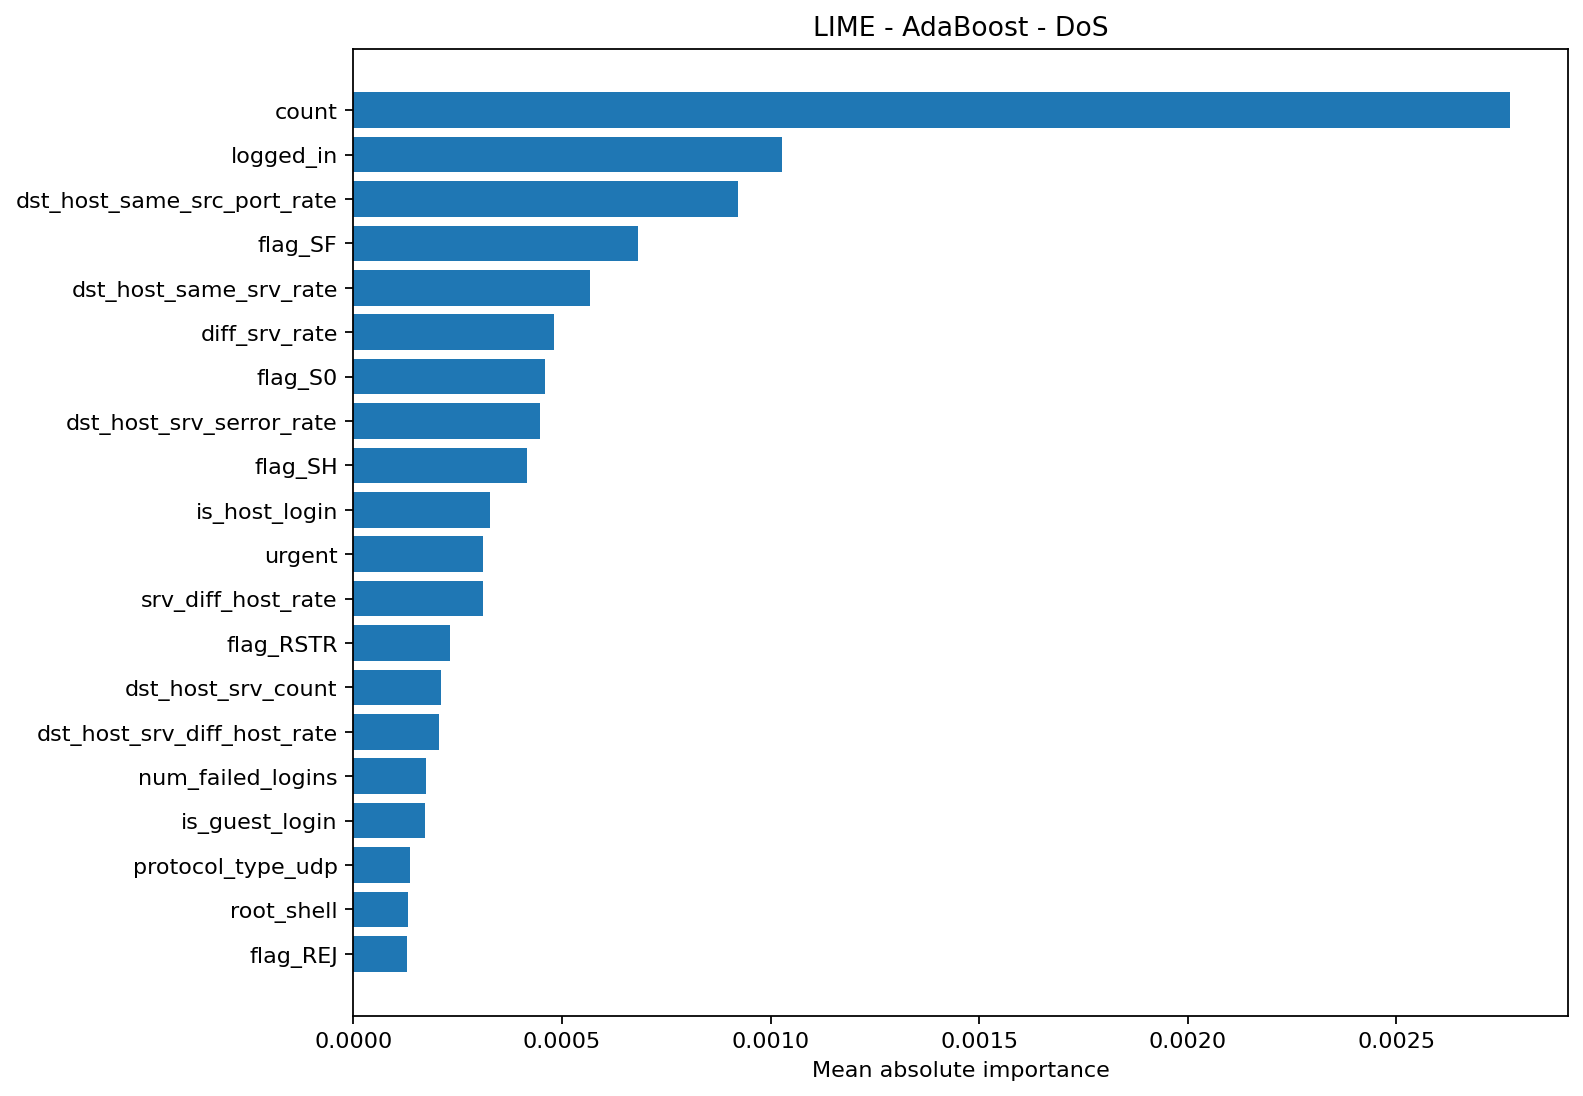 LIME - AdaBoost - DoS
count
logged_in
dst_host_same_src_port_rate
flag_SF
dst_host_same_srv_rate
diff_srv_rate
flag_S0
dst_host_srv_serror_rate
flag_SH
is_host_login
urgent
srv_diff_host_rate
flag_RSTR
dst_host_srv_count
dst_host_srv_diff_host_rate
num_failed_logins
is_guest_login
protocol_type_udp
root_shell
flag_REJ
0.0000 0.0005 0.0010 0.0015 0.0020 0.0025
Mean absolute importance